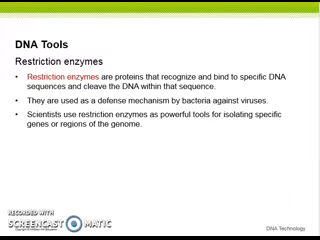 DNA Tools
Restriction enzymes
• Restriction enzymes are proteins that recognize and bind to specific DNA
sequences and cleave the DNA within that sequence.
• They are used as a defense mechanism by bacteria against viruses.
• Scientists use restriction enzymes as powerful tools for isolating specific
genes or regions of the genome.
RECORDED WITH
SCREENCAST MATIC
DNA Technology